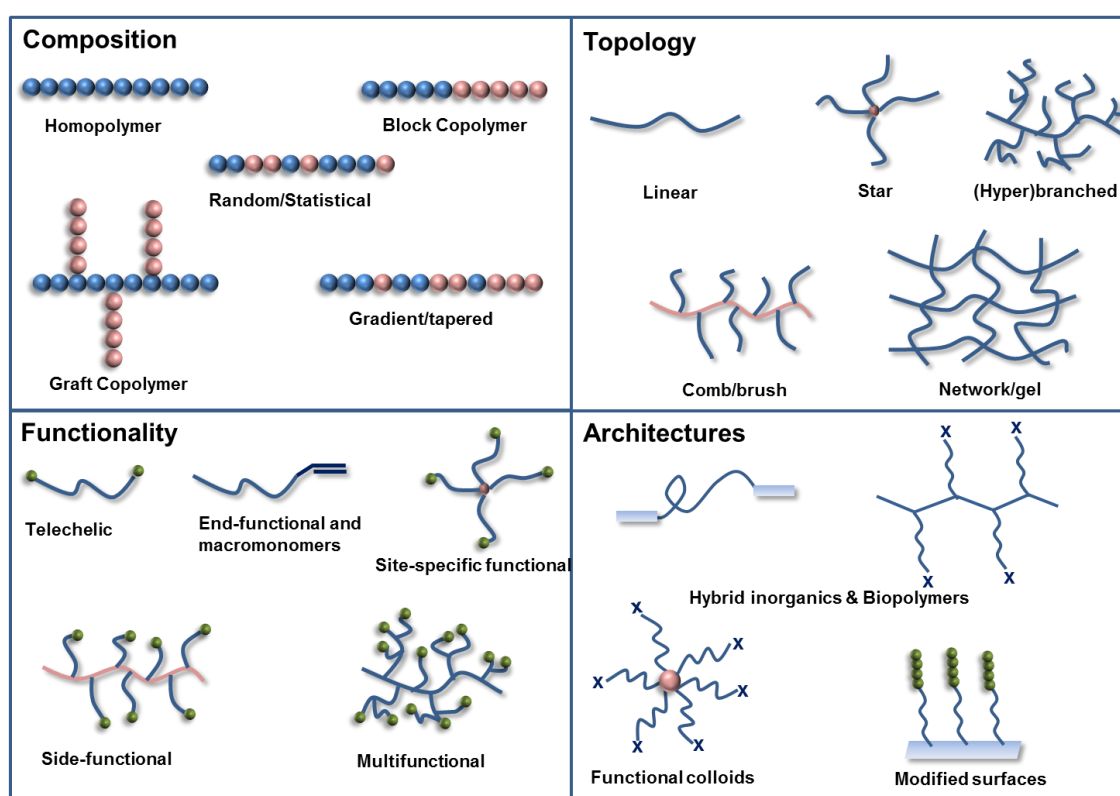 Composition
Homopolymer
Block Copolymer
Random/Statistical
Graft Copolymer
Gradient/tapered
Topology
Linear
Star
(Hyper)branched
Comb/brush
Network/gel
Functionality
Telechelic
End-functional and
macromonomers
Site-specific functional
Side-functional
Multifunctional
Architectures
X
X
X
X
Hybrid inorganics & Biopolymers
X
X
X
X
X
X
Functional colloids
Modified surfaces